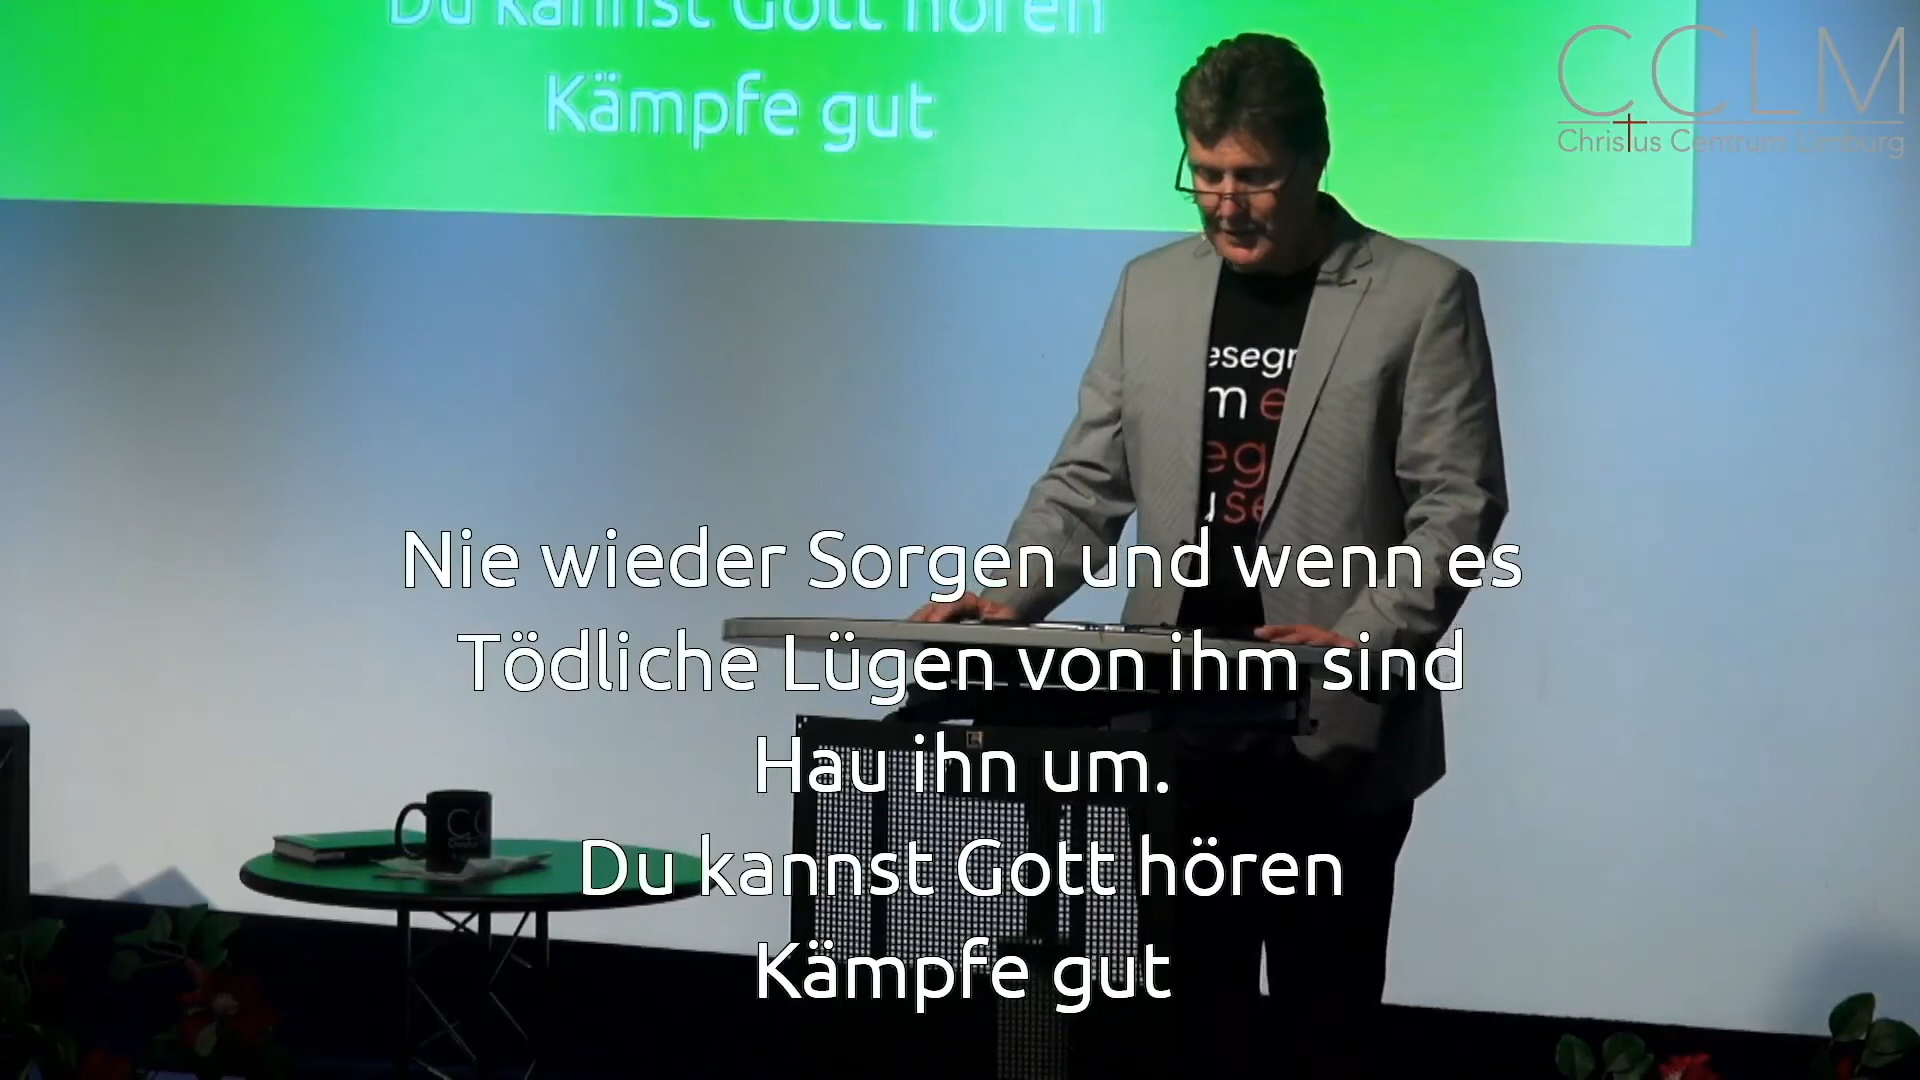 Du kannst Gott hören
Kämpfe gut
CCLM
Christus Centrum Limburg
Nie wieder Sorgen und wenn es
Tödliche Lügen von ihm sind
Hau ihn um.
Du kannst Gott hören
Kämpfe gut